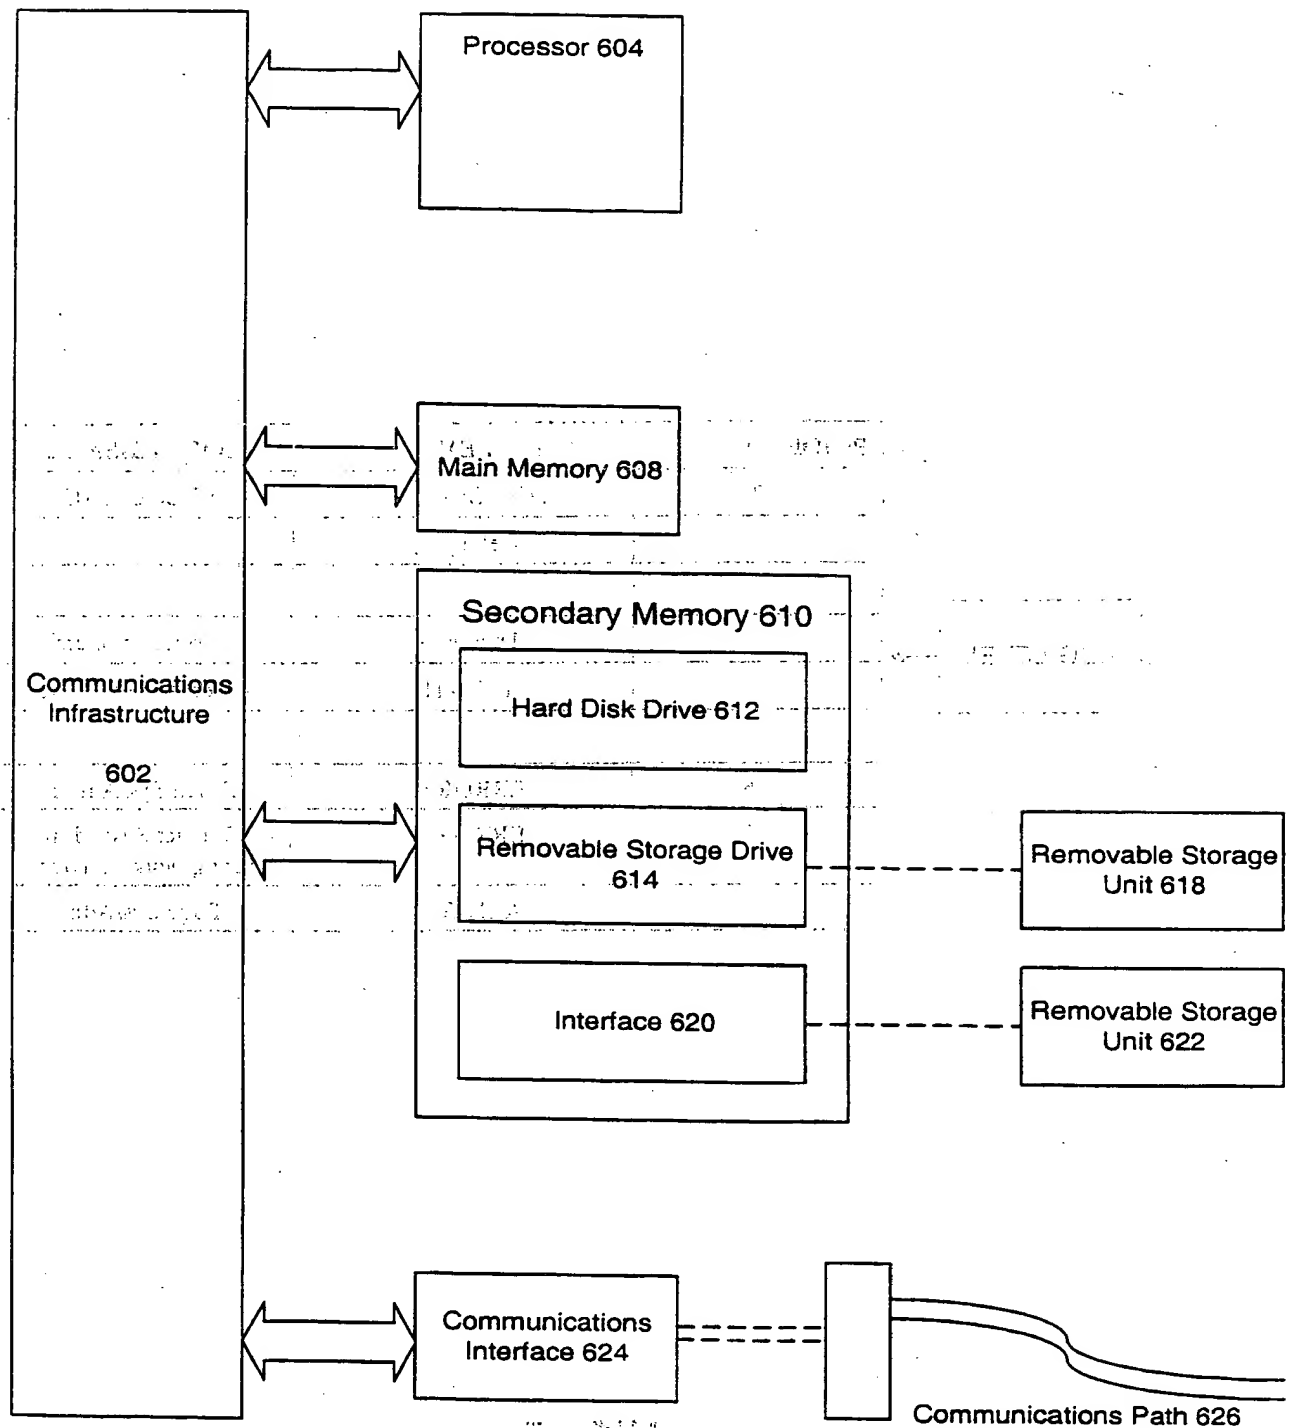 Processor 604
Main Memory 608
Secondary Memory 610
Communications
Infrastructure
602
Hard Disk Drive 612
Removable Storage Drive
614
Removable Storage
Unit 618
Interface 620
Removable Storage
Unit 622
Communications
Interface 624
Communications Path 626